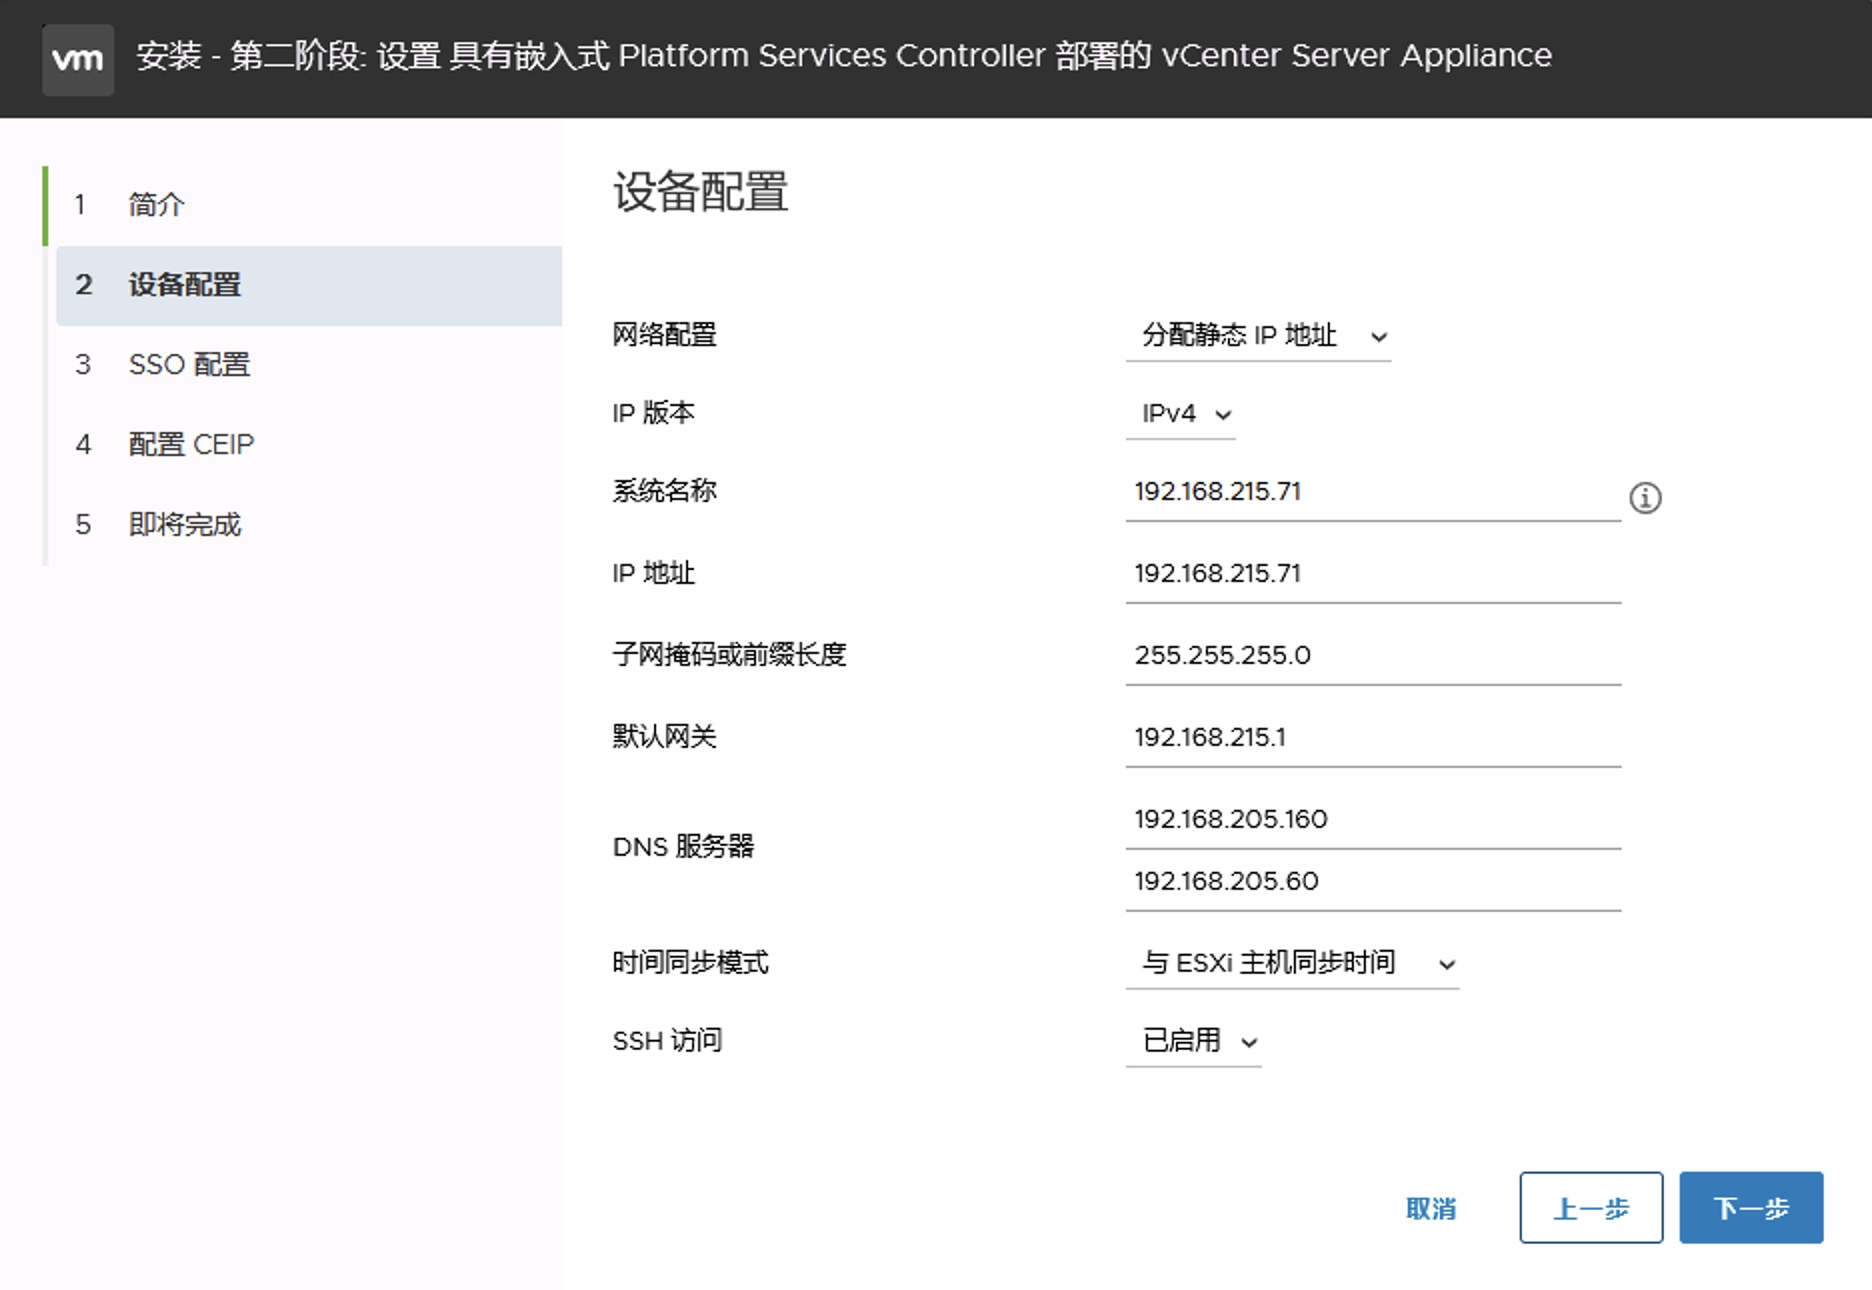 vm 安装 - 第二阶段: 设置 具有嵌入式 Platform Services Controller 部署的 vCenter Server Appliance
1 简介
2 设备配置
3 SSO 配置
4 配置 CEIP
5 即将完成
设备配置
网络配置 分配静态 IP 地址
IP 版本 IPv4
系统名称 192.168.215.71
IP 地址 192.168.215.71
子网掩码或前缀长度 255.255.255.0
默认网关 192.168.215.1
DNS 服务器 192.168.205.160
192.168.205.60
时间同步模式 与 ESXi 主机同步时间
SSH 访问 已启用
取消 上一步 下一步